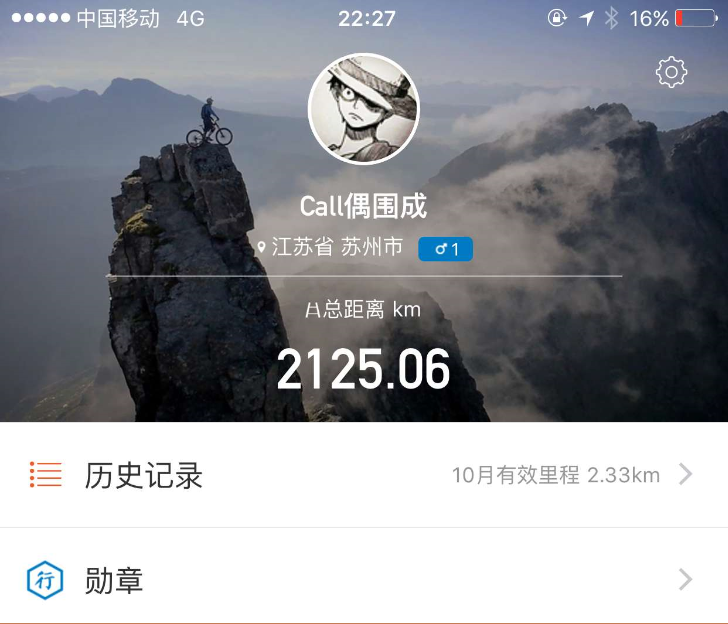 中国移动 4G 22:27 16%
Call偶围成
江苏省 苏州市 ♂1
总距离 km
2125.06
历史记录 10月有效里程 2.33km
行 勋章